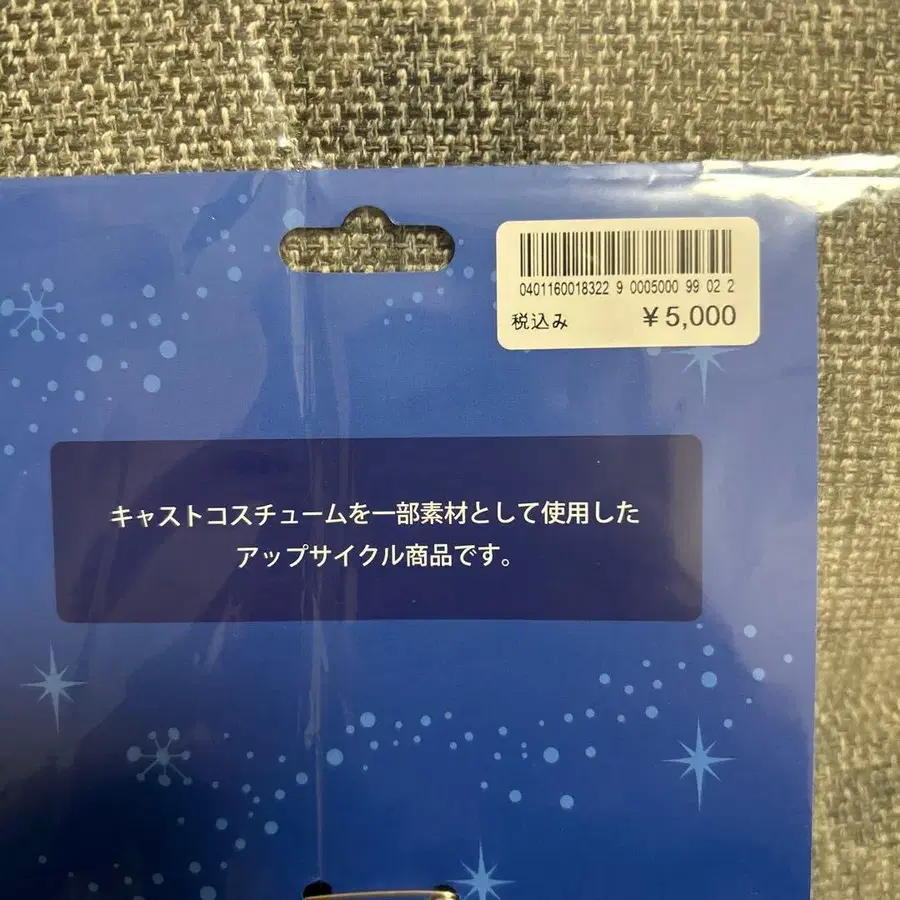 0401160018322 9 0005000 99 02 2
税込み ¥5,000
キャストコスチュームを一部素材として使用した
アップサイクル商品です。